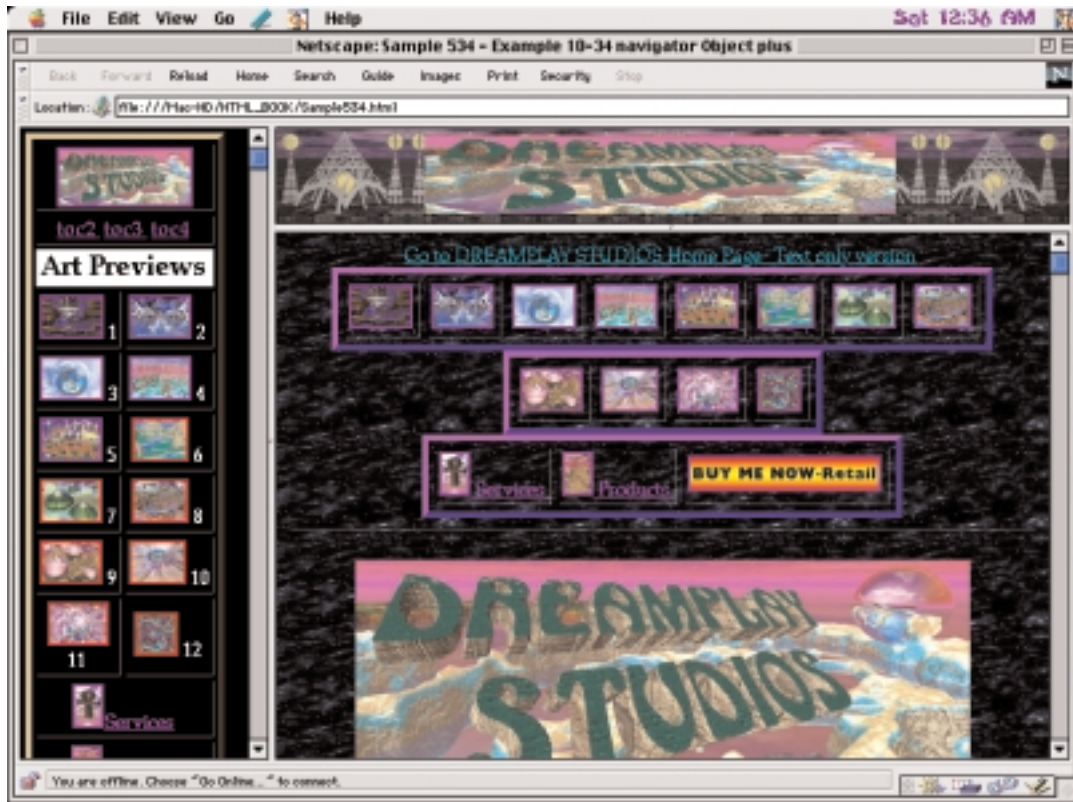 File Edit View Go Help Sat 12:36 AM
Netscape: Sample 534 - Example 10-34 navigator Object plus
Back Forward Reload Home Search Guide Images Print Security Stop
Location: file:///Mac-HD/HTML_BOOK/Sample534.html
DREAMPLAY STUDIOS
toc2 toc3 toc4
Art Previews
1 2
3 4
5 6
7 8
9 10
11 12
Services
DREAMPLAY
STUDIOS
Go to DREAMPLAY STUDIOS Home Page - Text only version
Services Products BUY ME NOW-Retail
DREAMPLAY
STUDIOS
You are offline. Choose "Go Online..." to connect.